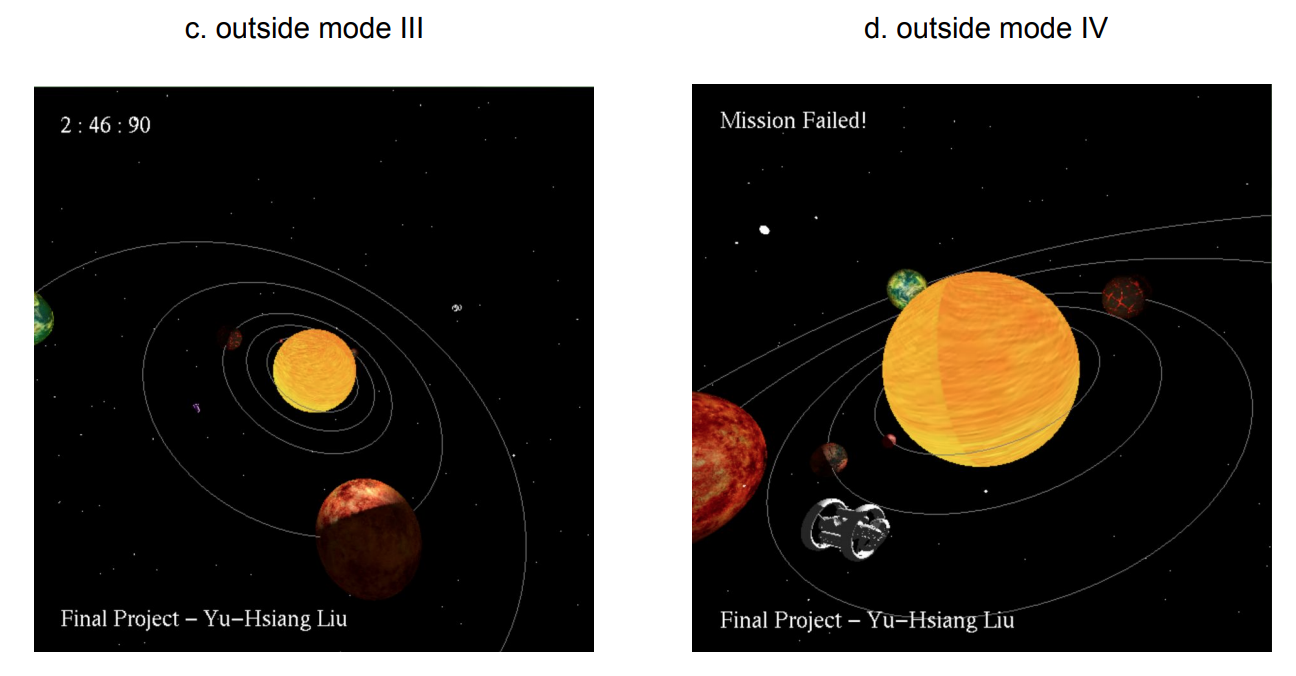 c. outside mode III
d. outside mode IV
2 : 46 : 90
Mission Failed!
Final Project – Yu–Hsiang Liu
Final Project – Yu–Hsiang Liu